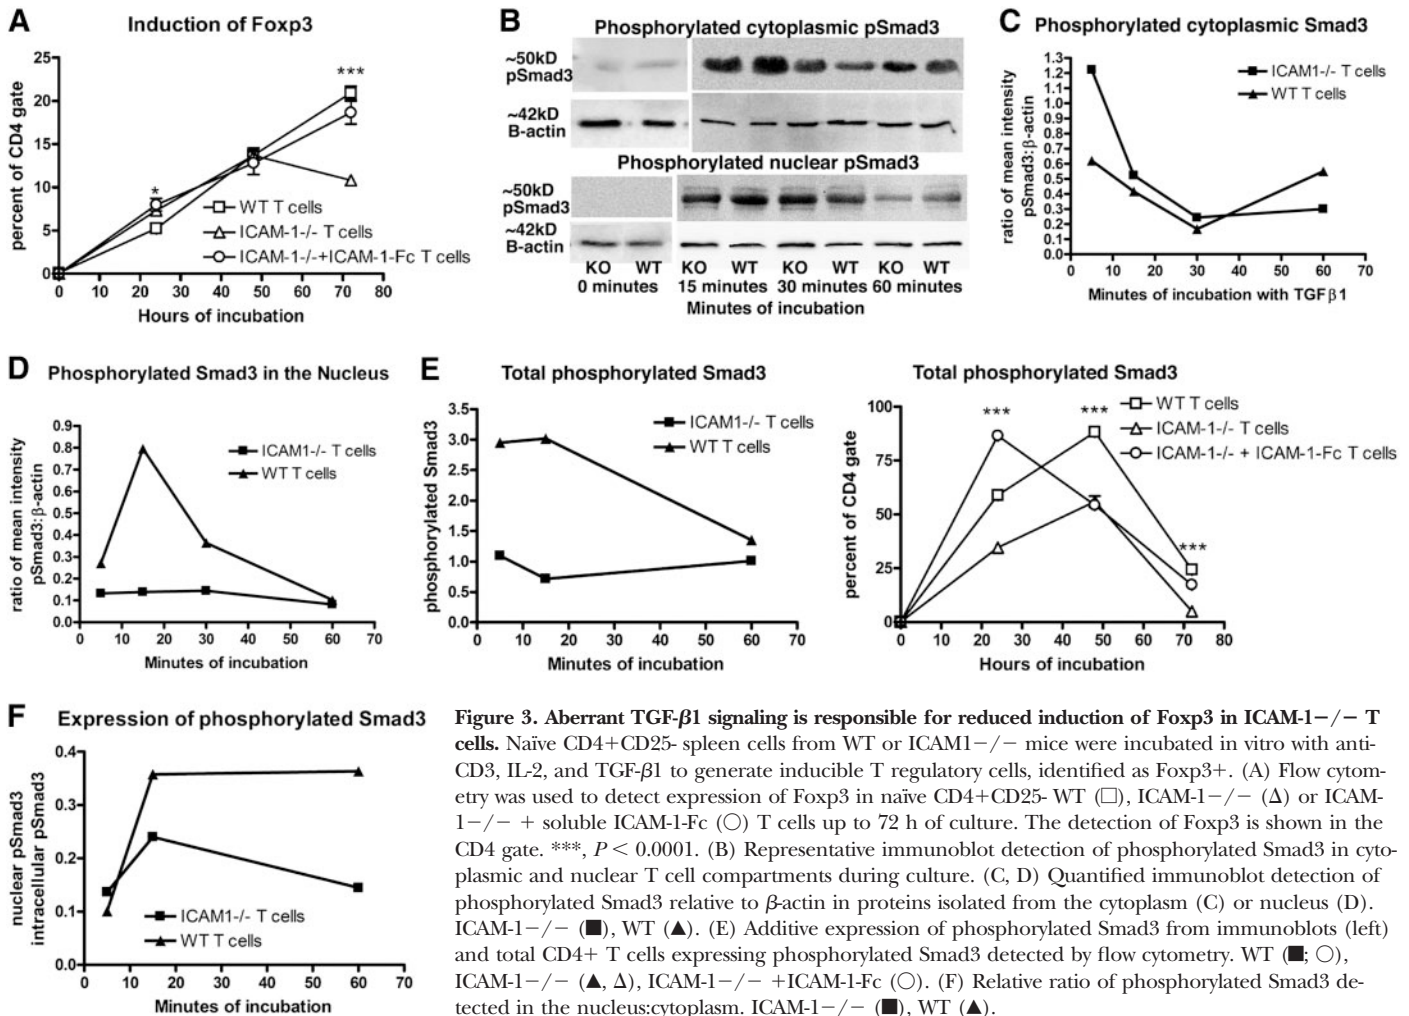 A
Induction of Foxp3
percent of CD4 gate
25
20
15
10
5
0
***
*
WT T cells
ICAM-1-/- T cells
ICAM-1-/-+ICAM-1-Fc T cells
0 10 20 30 40 50 60 70 80
Hours of incubation
B
Phosphorylated cytoplasmic pSmad3
~50kD
pSmad3
~42kD
B-actin
Phosphorylated nuclear pSmad3
~50kD
pSmad3
~42kD
B-actin
KO WT KO WT KO WT KO WT
0 minutes 15 minutes 30 minutes 60 minutes
Minutes of incubation
C
Phosphorylated cytoplasmic Smad3
ratio of mean intensity
pSmad3:β-actin
1.3
1.2
1.1
1.0
0.9
0.8
0.7
0.6
0.5
0.4
0.3
0.2
0.1
0.0
ICAM1-/- T cells
WT T cells
0 10 20 30 40 50 60 70
Minutes of incubation with TGFβ1
D
Phosphorylated Smad3 in the Nucleus
ratio of mean intensity
pSmad3:β-actin
0.9
0.8
0.7
0.6
0.5
0.4
0.3
0.2
0.1
0.0
ICAM1-/- T cells
WT T cells
0 10 20 30 40 50 60 70
Minutes of incubation
E
Total phosphorylated Smad3
phosphorylated Smad3
3.5
3.0
2.5
2.0
1.5
1.0
0.5
0.0
ICAM1-/- T cells
WT T cells
0 10 20 30 40 50 60 70
Minutes of incubation
Total phosphorylated Smad3
percent of CD4 gate
100
75
50
25
0
*** ***
***
WT T cells
ICAM-1-/- T cells
ICAM-1-/- + ICAM-1-Fc T cells
0 10 20 30 40 50 60 70 80
Hours of incubation
F
Expression of phosphorylated Smad3
nuclear pSmad3
intracellular pSmad3
0.4
0.3
0.2
0.1
0.0
ICAM1-/- T cells
WT T cells
0 10 20 30 40 50 60 70
Minutes of incubation
Figure 3. Aberrant TGF-β1 signaling is responsible for reduced induction of Foxp3 in ICAM-1−/− T
cells. Naïve CD4+CD25- spleen cells from WT or ICAM1−/− mice were incubated in vitro with anti-
CD3, IL-2, and TGF-β1 to generate inducible T regulatory cells, identified as Foxp3+. (A) Flow cytom-
etry was used to detect expression of Foxp3 in naïve CD4+CD25- WT (□), ICAM-1−/− (Δ) or ICAM-
1−/− + soluble ICAM-1-Fc (○) T cells up to 72 h of culture. The detection of Foxp3 is shown in the
CD4 gate. ***, P < 0.0001. (B) Representative immunoblot detection of phosphorylated Smad3 in cyto-
plasmic and nuclear T cell compartments during culture. (C, D) Quantified immunoblot detection of
phosphorylated Smad3 relative to β-actin in proteins isolated from the cytoplasm (C) or nucleus (D).
ICAM-1−/− (■), WT (▲). (E) Additive expression of phosphorylated Smad3 from immunoblots (left)
and total CD4+ T cells expressing phosphorylated Smad3 detected by flow cytometry. WT (■; ○),
ICAM-1−/− (▲, Δ), ICAM-1−/− +ICAM-1-Fc (○). (F) Relative ratio of phosphorylated Smad3 de-
tected in the nucleus:cytoplasm. ICAM-1−/− (■), WT (▲).